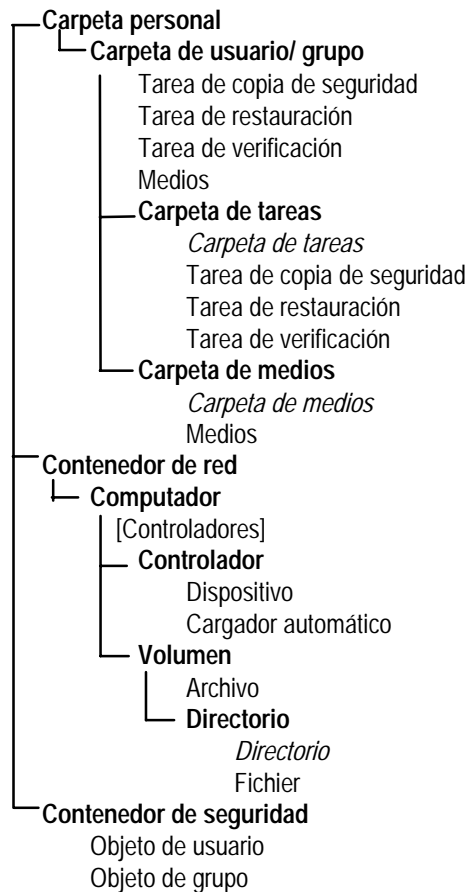 Carpeta personal
Carpeta de usuario/ grupo
Tarea de copia de seguridad
Tarea de restauración
Tarea de verificación
Medios
Carpeta de tareas
Carpeta de tareas
Tarea de copia de seguridad
Tarea de restauración
Tarea de verificación
Carpeta de medios
Carpeta de medios
Medios
Contenedor de red
Computador
[Controladores]
Controlador
Dispositivo
Cargador automático
Volumen
Archivo
Directorio
Directorio
Fichier
Contenedor de seguridad
Objeto de usuario
Objeto de grupo